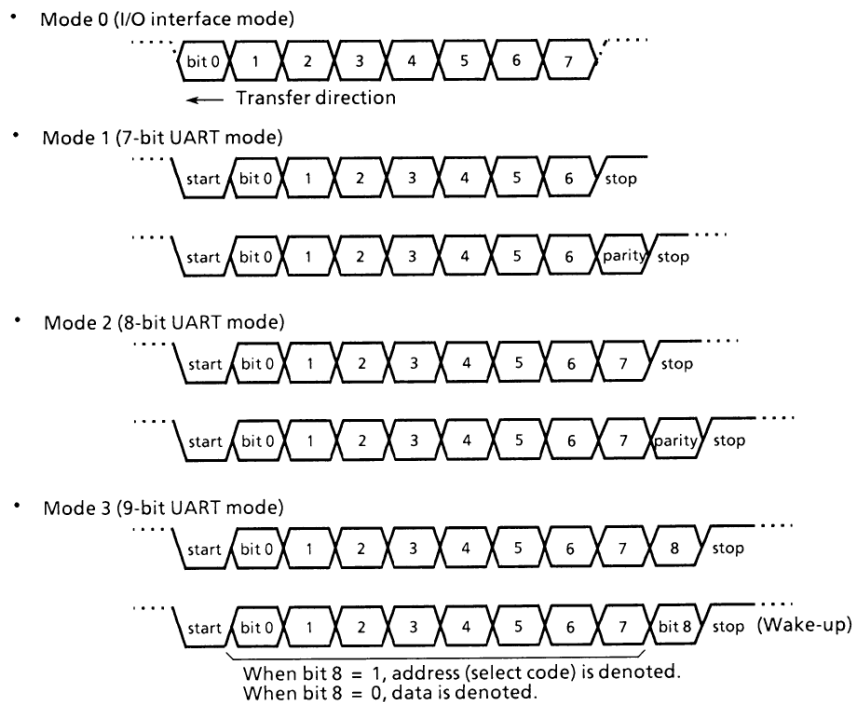 • Mode 0 (I/O interface mode)
bit 0 1 2 3 4 5 6 7
← Transfer direction
• Mode 1 (7-bit UART mode)
start bit 0 1 2 3 4 5 6 stop
start bit 0 1 2 3 4 5 6 parity stop
• Mode 2 (8-bit UART mode)
start bit 0 1 2 3 4 5 6 7 stop
start bit 0 1 2 3 4 5 6 7 parity stop
• Mode 3 (9-bit UART mode)
start bit 0 1 2 3 4 5 6 7 8 stop
start bit 0 1 2 3 4 5 6 7 bit 8 stop (Wake-up)
When bit 8 = 1, address (select code) is denoted.
When bit 8 = 0, data is denoted.